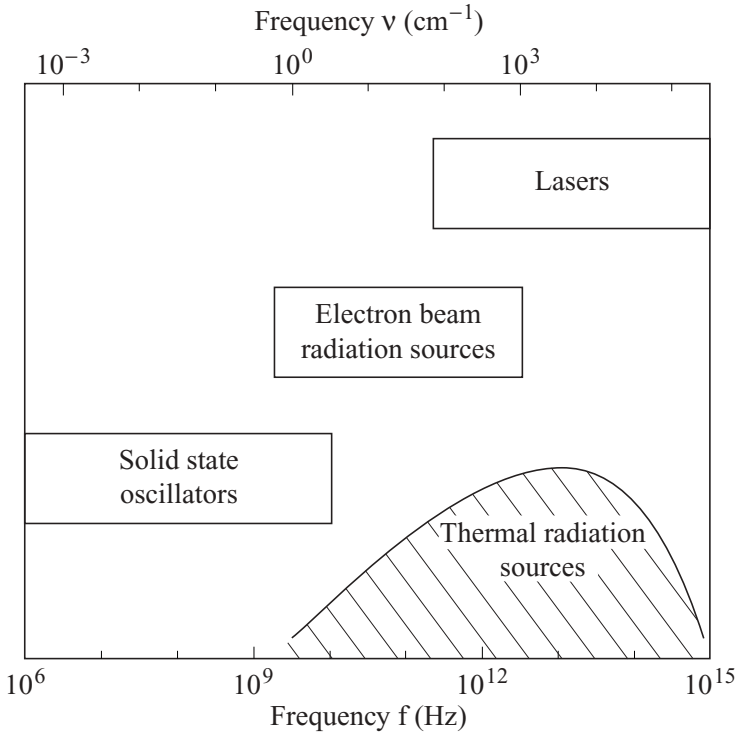 Frequency ν (cm⁻¹)
10⁻³ 10⁰ 10³
Lasers
Electron beam
radiation sources
Solid state
oscillators
Thermal radiation
sources
10⁶ 10⁹ 10¹² 10¹⁵
Frequency f (Hz)